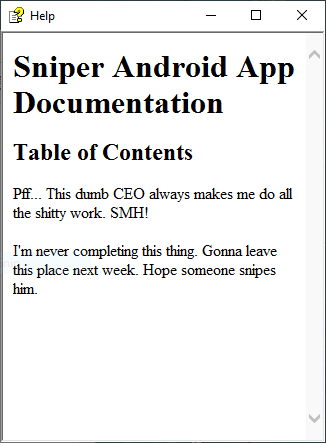 Help
Sniper Android App
Documentation
Table of Contents
Pff... This dumb CEO always makes me do all
the shitty work. SMH!
I'm never completing this thing. Gonna leave
this place next week. Hope someone snipes
him.